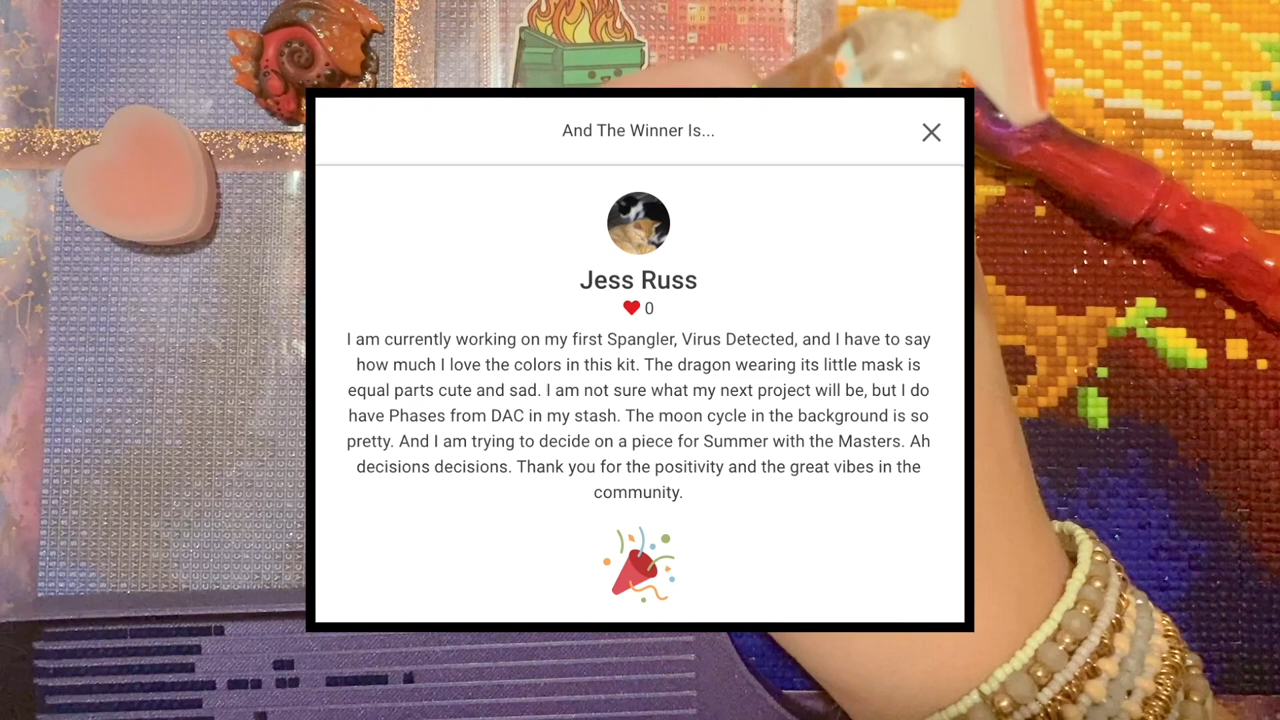 And The Winner Is...
Jess Russ
0
I am currently working on my first Spangler, Virus Detected, and I have to say
how much I love the colors in this kit. The dragon wearing its little mask is
equal parts cute and sad. I am not sure what my next project will be, but I do
have Phases from DAC in my stash. The moon cycle in the background is so
pretty. And I am trying to decide on a piece for Summer with the Masters. Ah
decisions decisions. Thank you for the positivity and the great vibes in the
community.